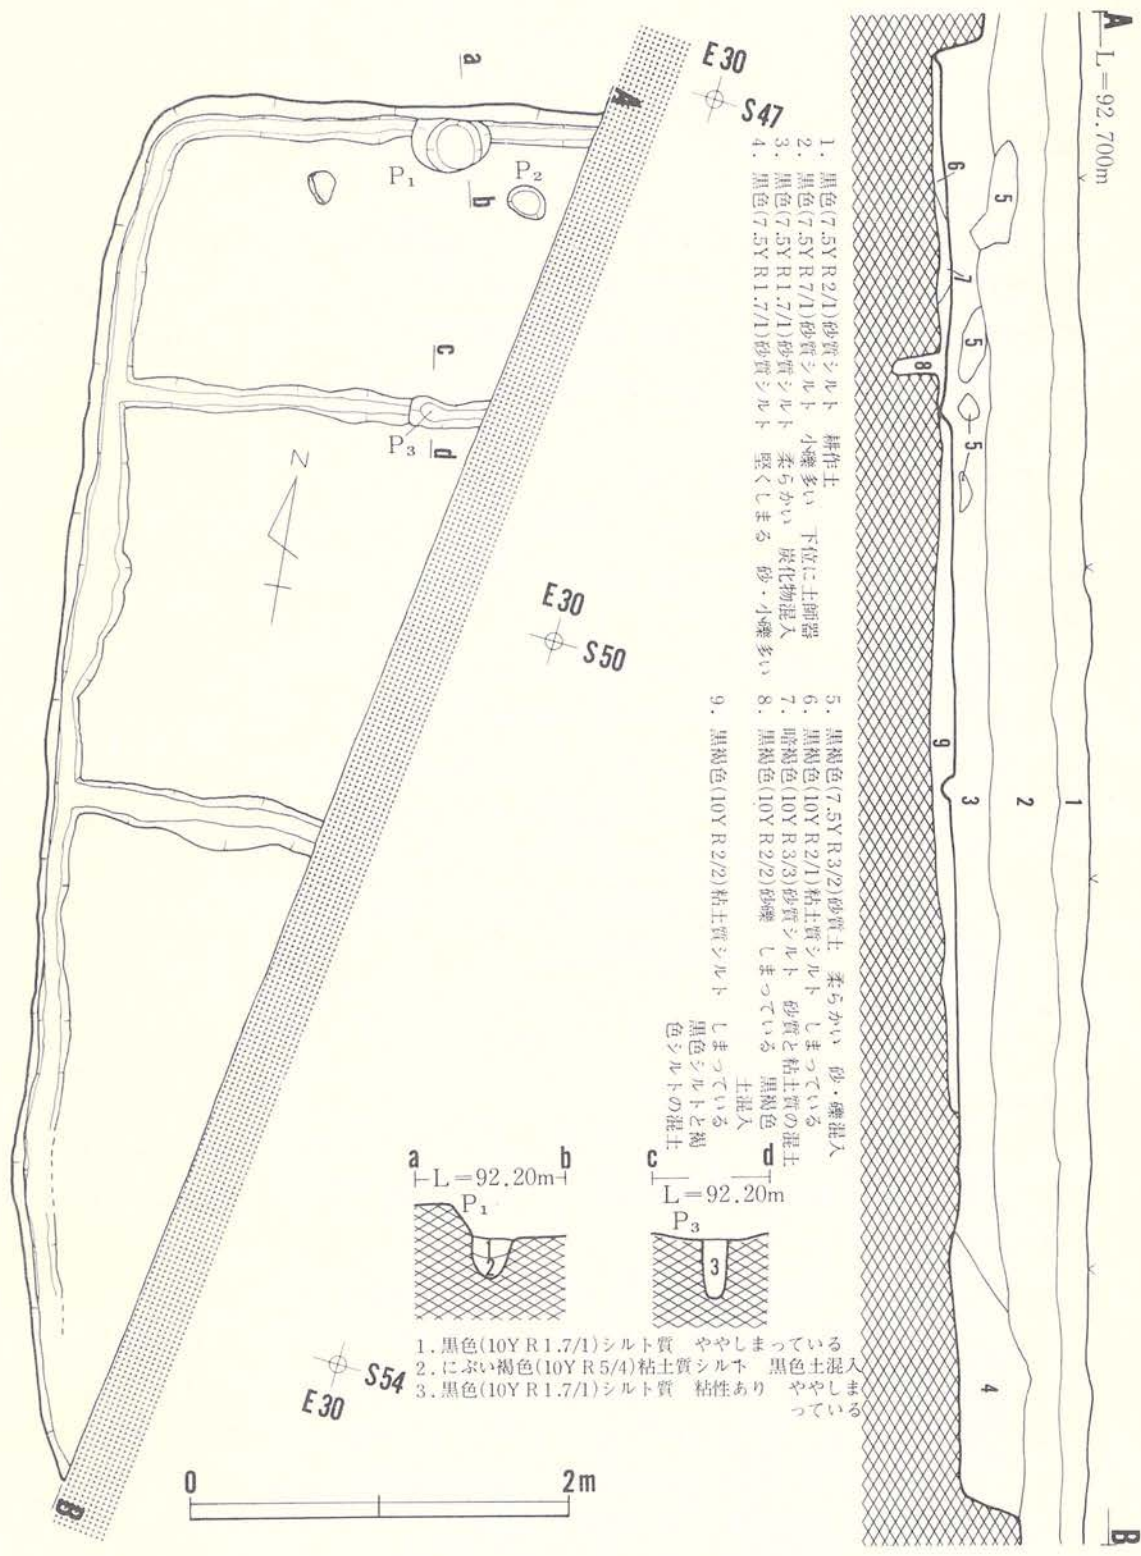 A
L=92.700m
B
1
2
3
4
5
5
5
6
7
8
9
1. 黒色(7.5YR2/1)砂質シルト 耕作土
2. 黒色(7.5YR7/1)砂質シルト 小礫多い 下位に土師器
3. 黒色(7.5YR1.7/1)砂質シルト 柔らかい 炭化物混入
4. 黒色(7.5YR1.7/1)砂質シルト 堅くしまる 砂・小礫多い
5. 黒褐色(7.5YR3/2)砂質土 柔らかい 砂・礫混入
6. 黒褐色(10YR2/1)粘土質シルト しまっている
7. 暗褐色(10YR3/3)砂質シルト 砂質と粘土質の混土
8. 黒褐色(10YR2/2)砂礫 しまっている 黒褐色
土混入
9. 黒褐色(10YR2/2)粘土質シルト しまっている
黒色シルトと褐
色シルトの混土
E30
S47
A
a
P1
b
P2
c
P3
d
N
E30
S50
S54
E30
B
a
b
L=92.20m
P1
1
2
c
d
L=92.20m
P3
3
1.黒色(10YR1.7/1)シルト質 ややしまっている
2.にぶい褐色(10YR5/4)粘土質シルト 黒色土混入
3.黒色(10YR1.7/1)シルト質 粘性あり ややしま
っている
0
2m